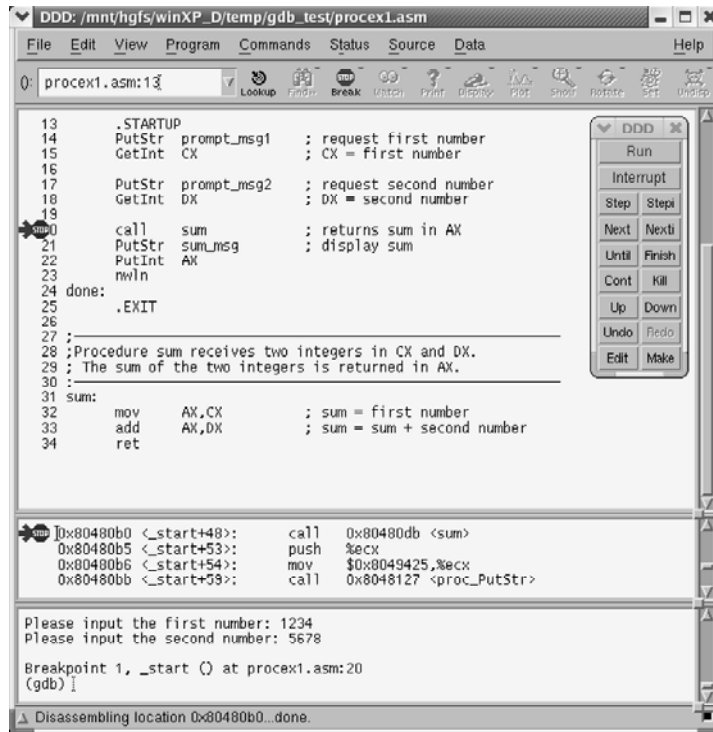 DDD: /mnt/hgfs/winXP_D/temp/gdb_test/procex1.asm
File Edit View Program Commands Status Source Data Help
(): procex1.asm:13
Lookup Break Print Display Plot Rotate Set Undisp
13 .STARTUP
14 PutStr prompt_msg1 ; request first number
15 GetInt CX ; CX = first number
16
17 PutStr prompt_msg2 ; request second number
18 GetInt DX ; DX = second number
19
STOP 0 call sum ; returns sum in AX
21 PutStr sum_msg ; display sum
22 PutInt AX
23 nwln
24 done:
25 .EXIT
26
27 ;
28 ;Procedure sum receives two integers in CX and DX.
29 ; The sum of the two integers is returned in AX.
30 ;
31 sum:
32 mov AX,CX ; sum = first number
33 add AX,DX ; sum = sum + second number
34 ret
DDD
Run
Interrupt
Step Stepi
Next Nexti
Until Finish
Cont Kill
Up Down
Undo Redo
Edit Make
STOP 0x80480b0 <_start+48>: call 0x80480db <sum>
0x80480b5 <_start+53>: push %ecx
0x80480b6 <_start+54>: mov $0x8049425,%ecx
0x80480bb <_start+59>: call 0x8048127 <proc_PutStr>
Please input the first number: 1234
Please input the second number: 5678
Breakpoint 1, _start () at procex1.asm:20
(gdb)
Disassembling location 0x80480b0...done.